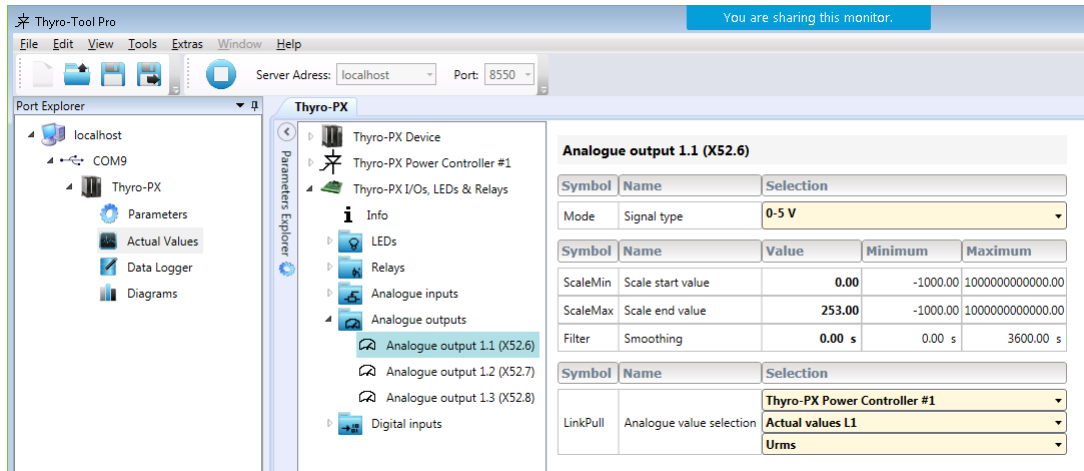 Thyro-Tool Pro
You are sharing this monitor.
File Edit View Tools Extras Window Help
Server Adress: localhost Port: 8550
Port Explorer
localhost
COM9
Thyro-PX
Parameters
Actual Values
Data Logger
Diagrams
Thyro-PX
Parameters Explorer
Thyro-PX Device
Thyro-PX Power Controller #1
Thyro-PX I/Os, LEDs & Relays
Info
LEDs
Relays
Analogue inputs
Analogue outputs
Analogue output 1.1 (X52.6)
Analogue output 1.2 (X52.7)
Analogue output 1.3 (X52.8)
Digital inputs
Analogue output 1.1 (X52.6)
Symbol Name Selection
Mode Signal type 0-5 V
Symbol Name Value Minimum Maximum
ScaleMin Scale start value 0.00 -1000.00 1000000000000.00
ScaleMax Scale end value 253.00 -1000.00 1000000000000.00
Filter Smoothing 0.00 s 0.00 s 3600.00 s
Symbol Name Selection
Thyro-PX Power Controller #1
LinkPull Analogue value selection Actual values L1
Urms